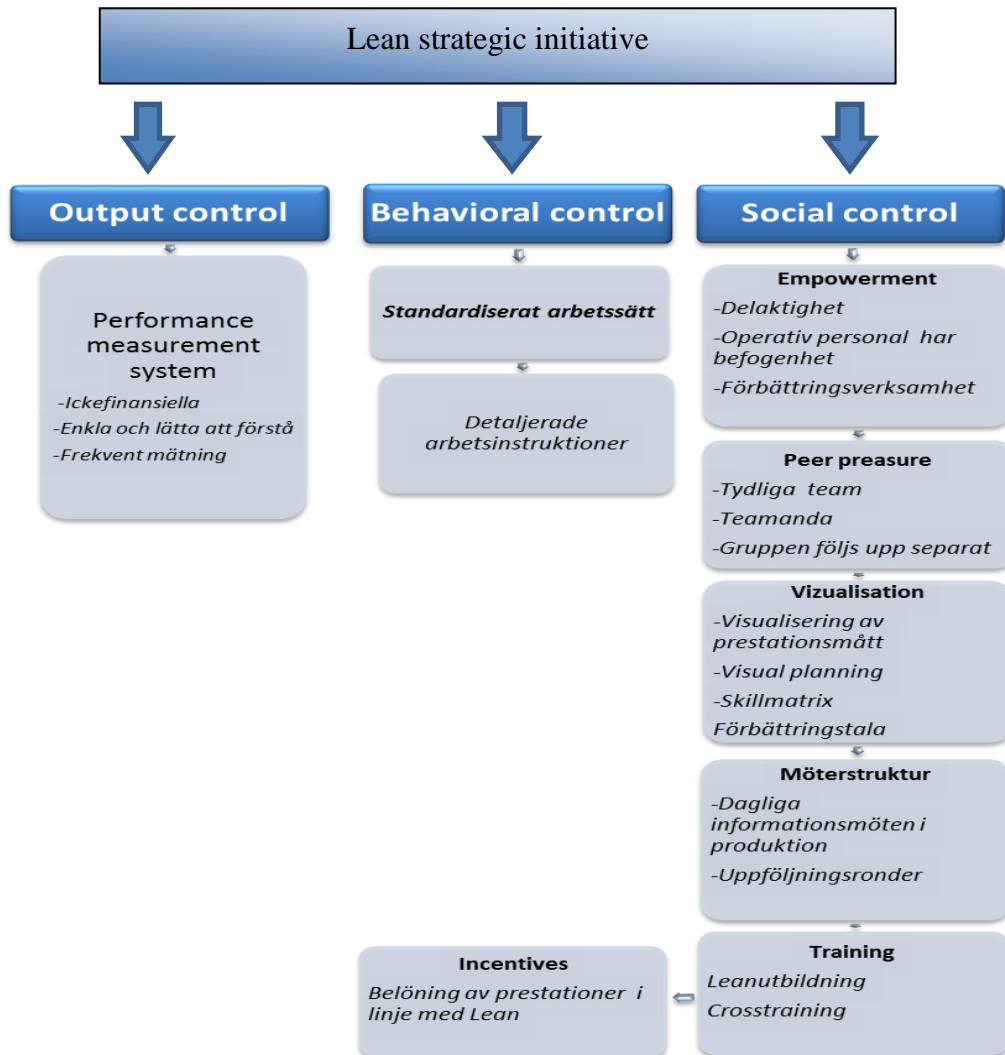 Lean strategic initiative
Output control
Performance
measurement
system
-Ickefinansiella
-Enkla och lätta att förstå
-Frekvent mätning
Behavioral control
Standardiserat arbetssätt
Detaljerade
arbetsinstruktioner
Social control
Empowerment
-Delaktighet
-Operativ personal har
befogenhet
-Förbättringsverksamhet
Peer preasure
-Tydliga team
-Teamanda
-Gruppen följs upp separat
Vizualisation
-Visualisering av
prestationsmått
-Visual planning
-Skillmatrix
Förbättringstala
Möterstruktur
-Dagliga
informationsmöten i
produktion
-Uppföljningsronder
Training
Leanutbildning
Crosstraining
Incentives
Belöning av prestationer i
linje med Lean